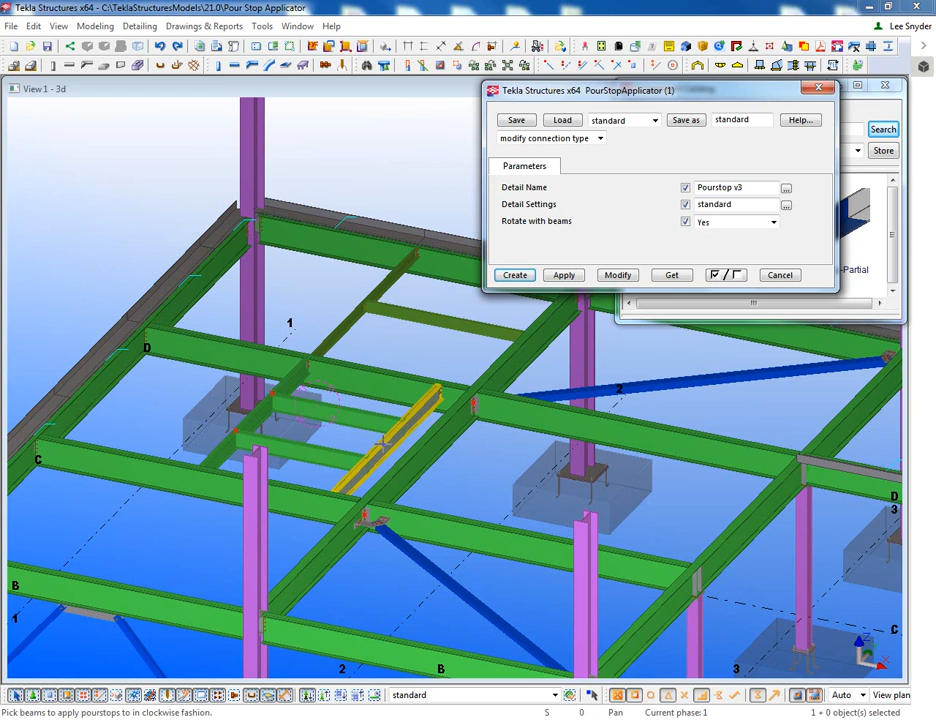 Tekla Structures x64 - C:\TeklaStructuresModels\21.0\Pour Stop Applicator
File Edit View Modeling Detailing Drawings & Reports Tools Window Help
Lee Snyder
View 1 - 3d
Tekla Structures x64 PourStopApplicator (1)
Save Load standard Save as standard Help...
modify connection type
Search
Store
Parameters
Detail Name Pourstop v3
Detail Settings standard
Rotate with beams Yes
-Partial
Create Apply Modify Get / Cancel
1
D
2
C
D
3
B
1
C
2
B
3
Z
standard
Auto
View plan
Pick beams to apply pourstops to in clockwise fashion.
S 0 Pan Current phase: 1 1 + 0 object(s) selected